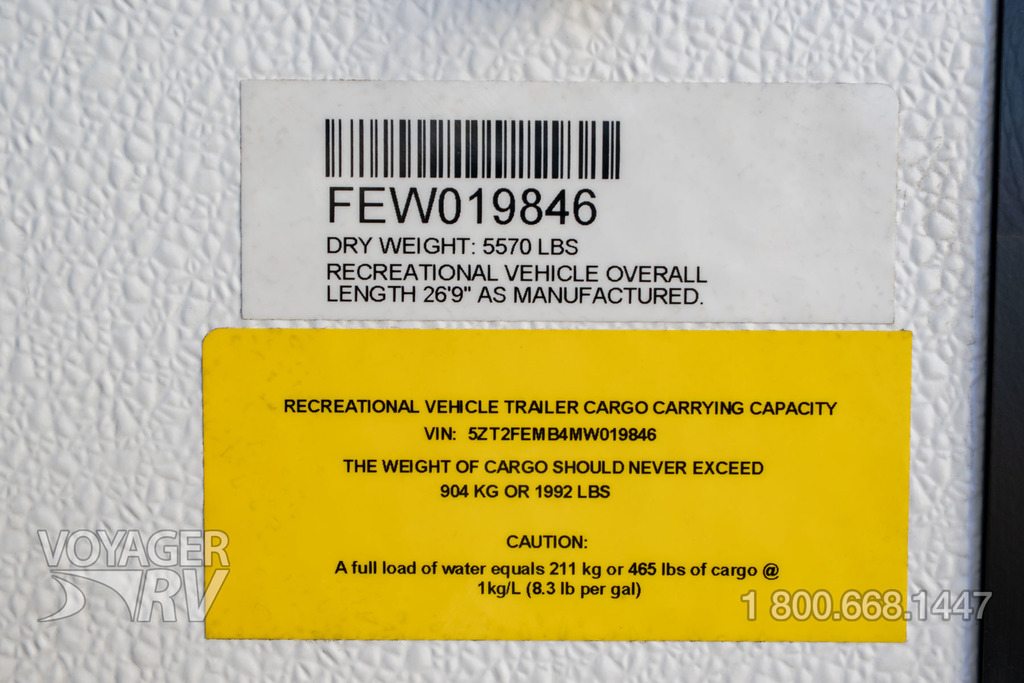 FEW019846
DRY WEIGHT: 5570 LBS
RECREATIONAL VEHICLE OVERALL
LENGTH 26'9" AS MANUFACTURED.
RECREATIONAL VEHICLE TRAILER CARGO CARRYING CAPACITY
VIN: 5ZT2FEMB4MW019846
THE WEIGHT OF CARGO SHOULD NEVER EXCEED
904 KG OR 1992 LBS
CAUTION:
A full load of water equals 211 kg or 465 lbs of cargo @
1kg/L (8.3 lb per gal)
VOYAGER
RV
1 800.668.1447